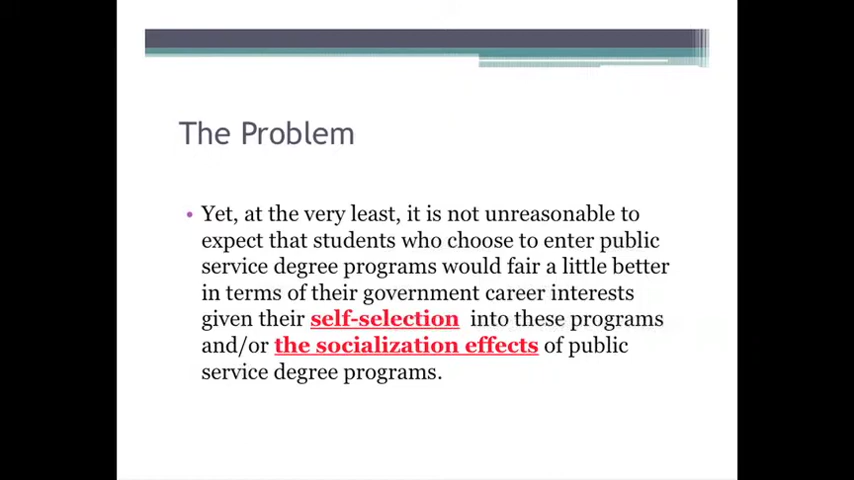 The Problem
• Yet, at the very least, it is not unreasonable to
expect that students who choose to enter public
service degree programs would fair a little better
in terms of their government career interests
given their self-selection into these programs
and/or the socialization effects of public
service degree programs.